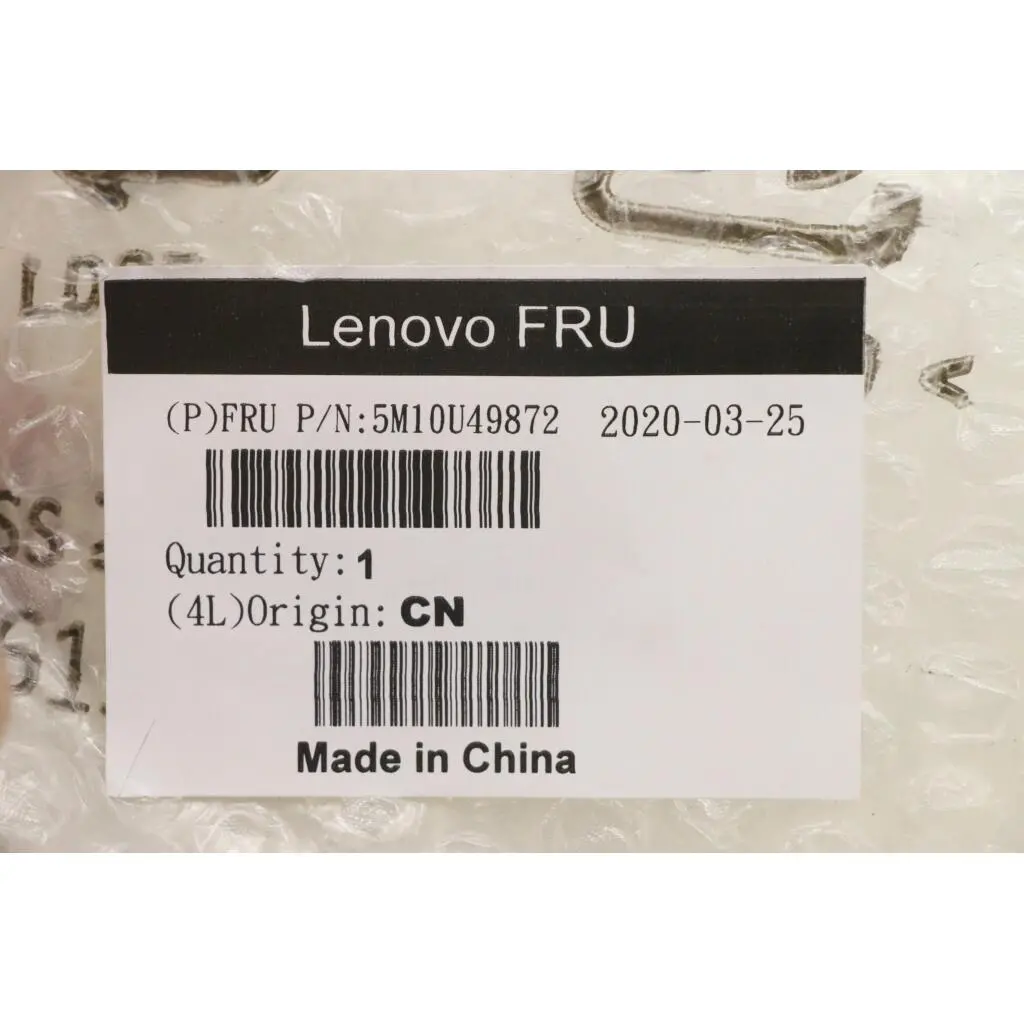 Lenovo FRU
(P)FRU P/N:5M10U49872 2020-03-25
Quantity:1
(4L)Origin: CN
Made in China